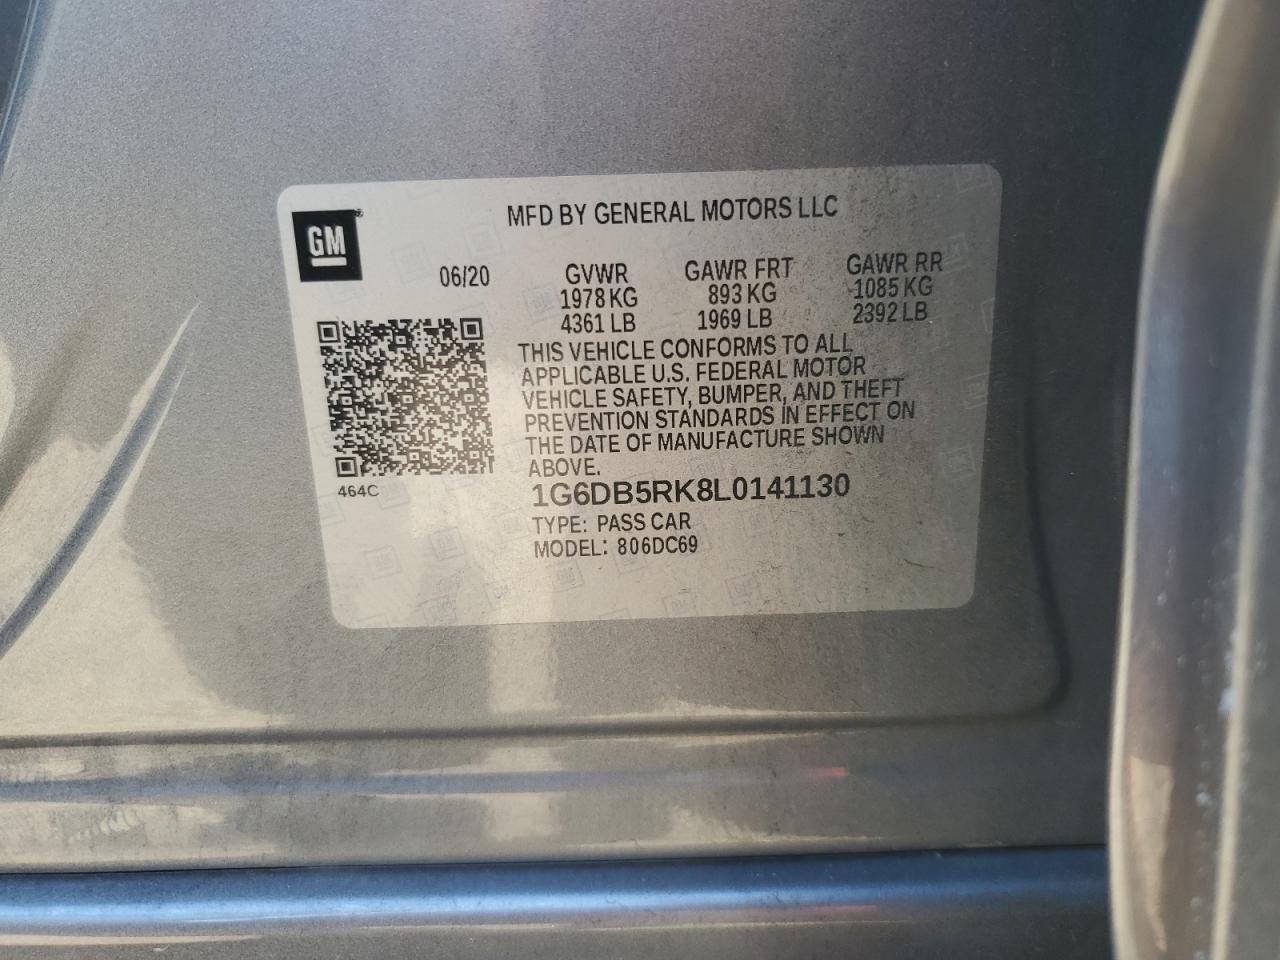 GM
MFD BY GENERAL MOTORS LLC
06/20 GVWR GAWR FRT GAWR RR
1978 KG 893 KG 1085 KG
4361 LB 1969 LB 2392 LB
THIS VEHICLE CONFORMS TO ALL
APPLICABLE U.S. FEDERAL MOTOR
VEHICLE SAFETY, BUMPER, AND THEFT
PREVENTION STANDARDS IN EFFECT ON
THE DATE OF MANUFACTURE SHOWN
ABOVE.
464C
1G6DB5RK8L0141130
TYPE: PASS CAR
MODEL: 806DC69